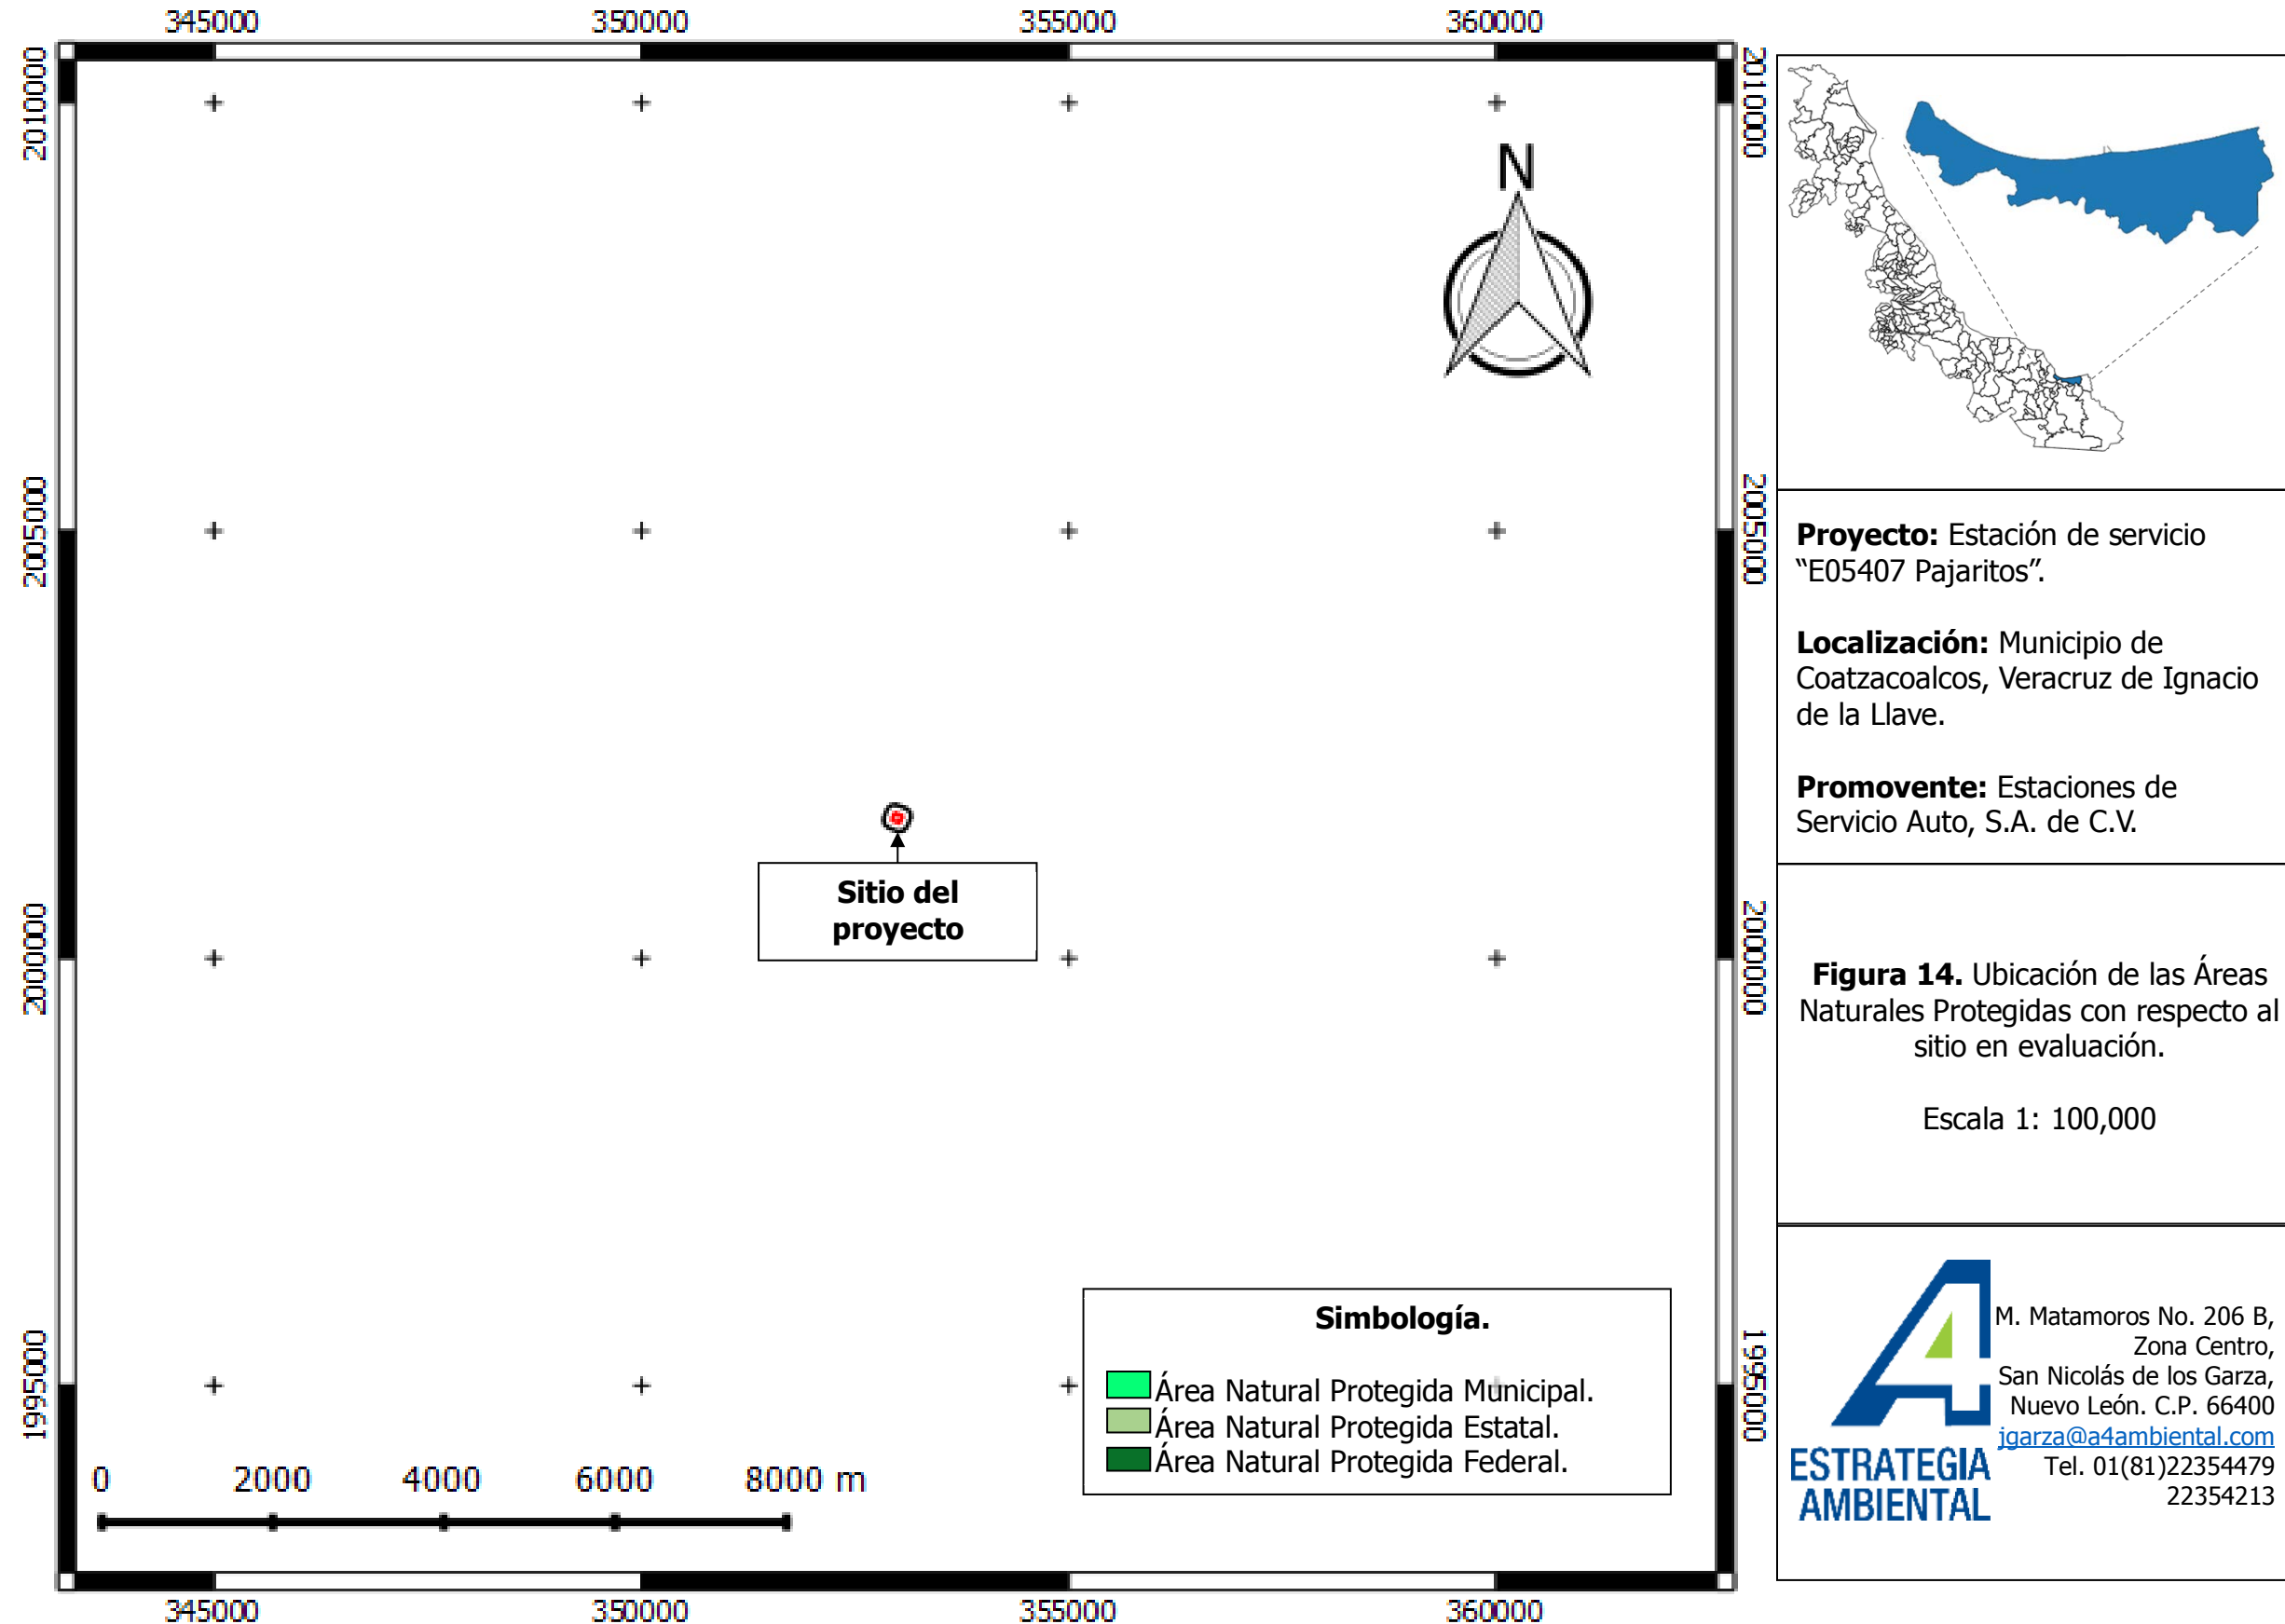 345000 350000 355000 360000
2010000 2010000
2005000 2005000
2000000 2000000
1995000 1995000
N
Sitio del
proyecto
Simbología.
Área Natural Protegida Municipal.
Área Natural Protegida Estatal.
Área Natural Protegida Federal.
0 2000 4000 6000 8000 m
345000 350000 355000 360000
Proyecto: Estación de servicio
“E05407 Pajaritos”.
Localización: Municipio de
Coatzacoalcos, Veracruz de Ignacio
de la Llave.
Promovente: Estaciones de
Servicio Auto, S.A. de C.V.
Figura 14. Ubicación de las Áreas
Naturales Protegidas con respecto al
sitio en evaluación.
Escala 1: 100,000
A4
ESTRATEGIA
AMBIENTAL
M. Matamoros No. 206 B,
Zona Centro,
San Nicolás de los Garza,
Nuevo León. C.P. 66400
jgarza@a4ambiental.com
Tel. 01(81)22354479
22354213